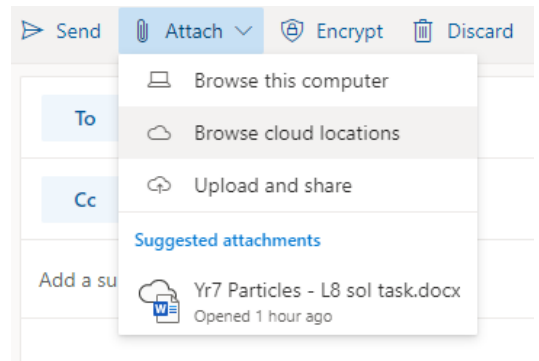 Send Attach Encrypt Discard
Browse this computer
To
Browse cloud locations
Upload and share
Cc
Suggested attachments
Add a su
Yr7 Particles - L8 sol task.docx
W
Opened 1 hour ago